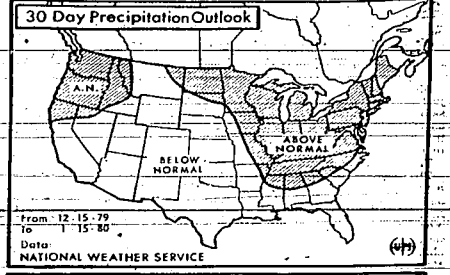 30 Day Precipitation Outlook
A.N.
ABOVE
NORMAL
BELOW
NORMAL
From 12-15-79
to 1-15-80
Data:
NATIONAL WEATHER SERVICE
UPI